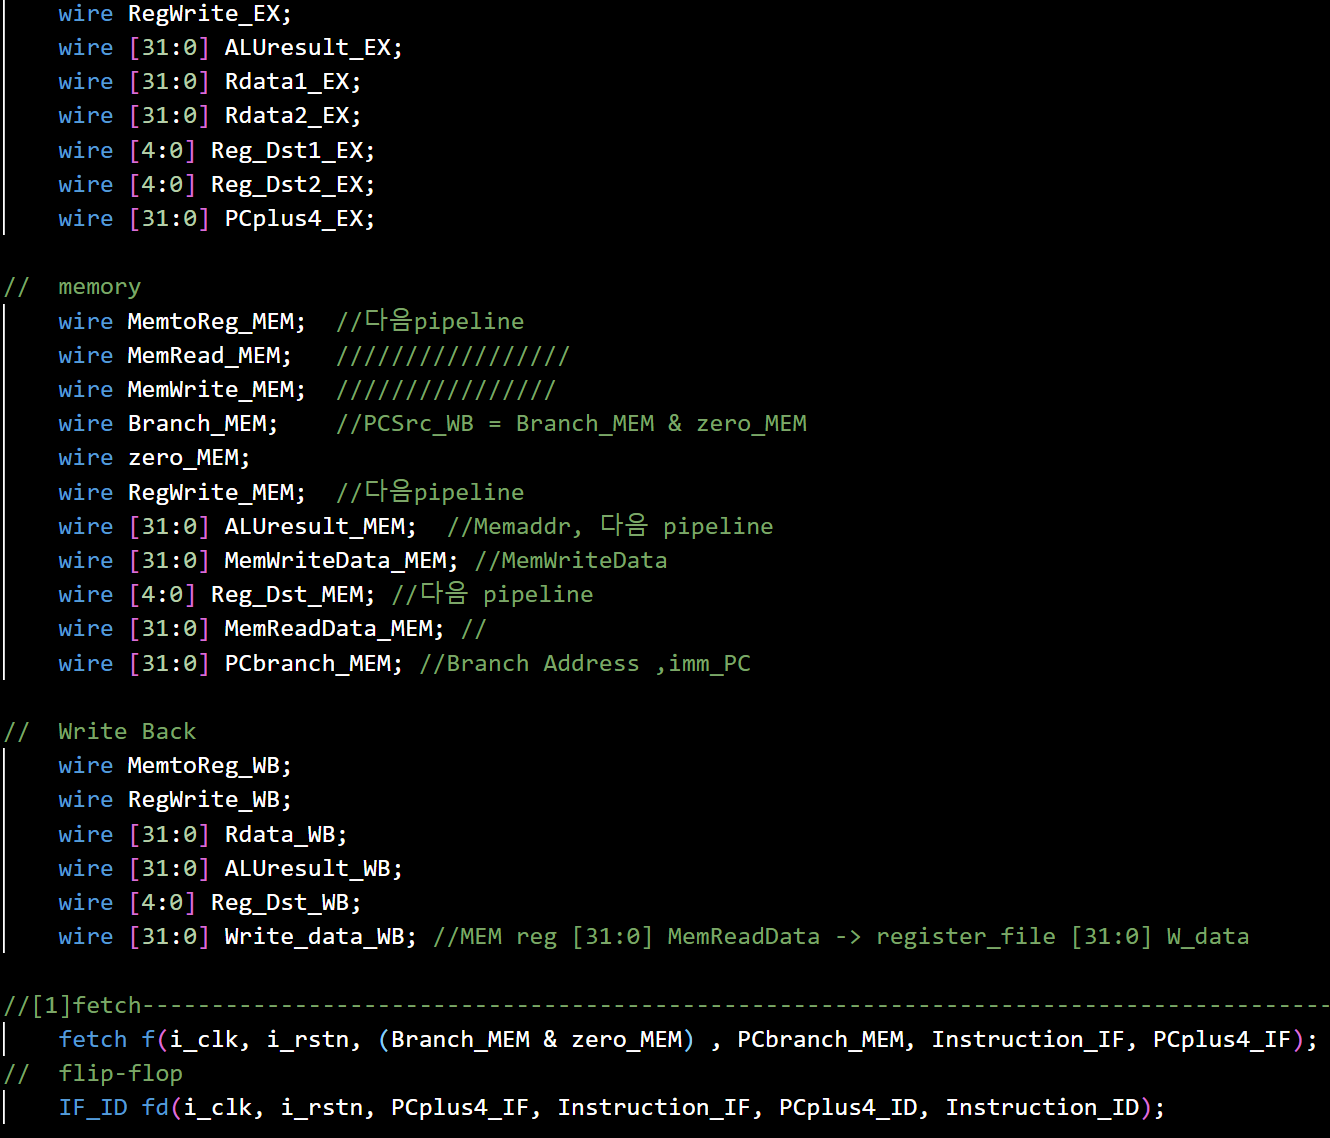 wire RegWrite_EX;
wire [31:0] ALUresult_EX;
wire [31:0] Rdata1_EX;
wire [31:0] Rdata2_EX;
wire [4:0] Reg_Dst1_EX;
wire [4:0] Reg_Dst2_EX;
wire [31:0] PCplus4_EX;
//  memory
wire MemtoReg_MEM;  //다음pipeline
wire MemRead_MEM;   /////////////////
wire MemWrite_MEM;  ////////////////
wire Branch_MEM;    //PCSrc_WB = Branch_MEM & zero_MEM
wire zero_MEM;
wire RegWrite_MEM;  //다음pipeline
wire [31:0] ALUresult_MEM;  //Memaddr, 다음 pipeline
wire [31:0] MemWriteData_MEM; //MemWriteData
wire [4:0] Reg_Dst_MEM; //다음 pipeline
wire [31:0] MemReadData_MEM; //
wire [31:0] PCbranch_MEM; //Branch Address ,imm_PC
//  Write Back
wire MemtoReg_WB;
wire RegWrite_WB;
wire [31:0] Rdata_WB;
wire [31:0] ALUresult_WB;
wire [4:0] Reg_Dst_WB;
wire [31:0] Write_data_WB; //MEM reg [31:0] MemReadData -> register_file [31:0] W_data
//[1]fetch--------------------------------------------------------------------------------------
fetch f(i_clk, i_rstn, (Branch_MEM & zero_MEM) , PCbranch_MEM, Instruction_IF, PCplus4_IF);
//  flip-flop
IF_ID fd(i_clk, i_rstn, PCplus4_IF, Instruction_IF, PCplus4_ID, Instruction_ID);